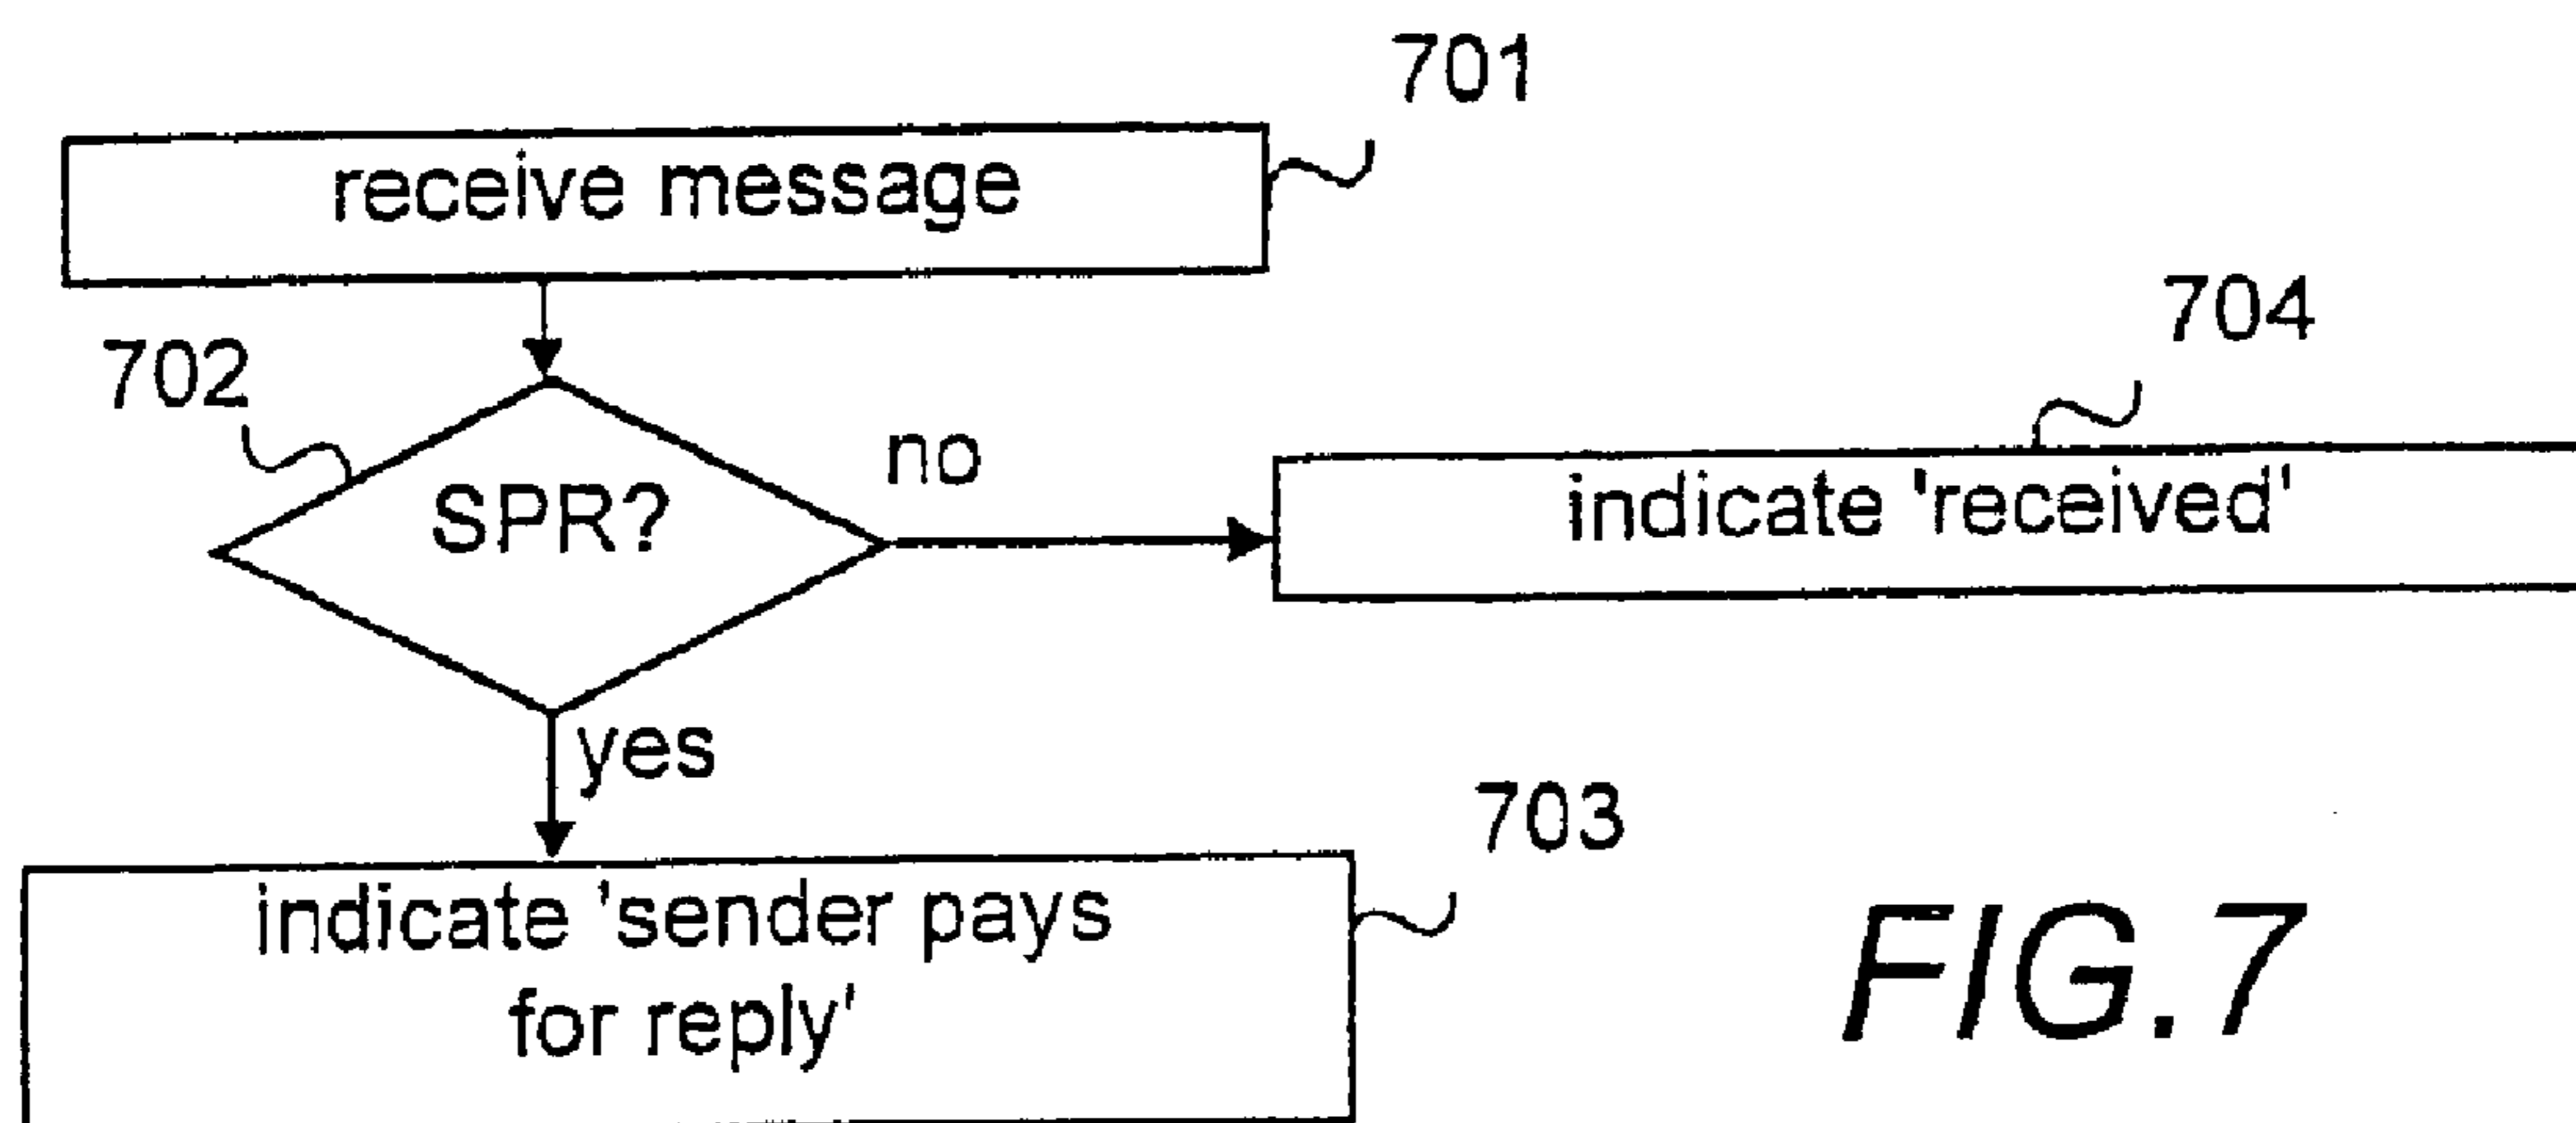 701
receive message
702
704
no
SPR?
indicate 'received'
yes
703
indicate 'sender pays
for reply'
FIG.7